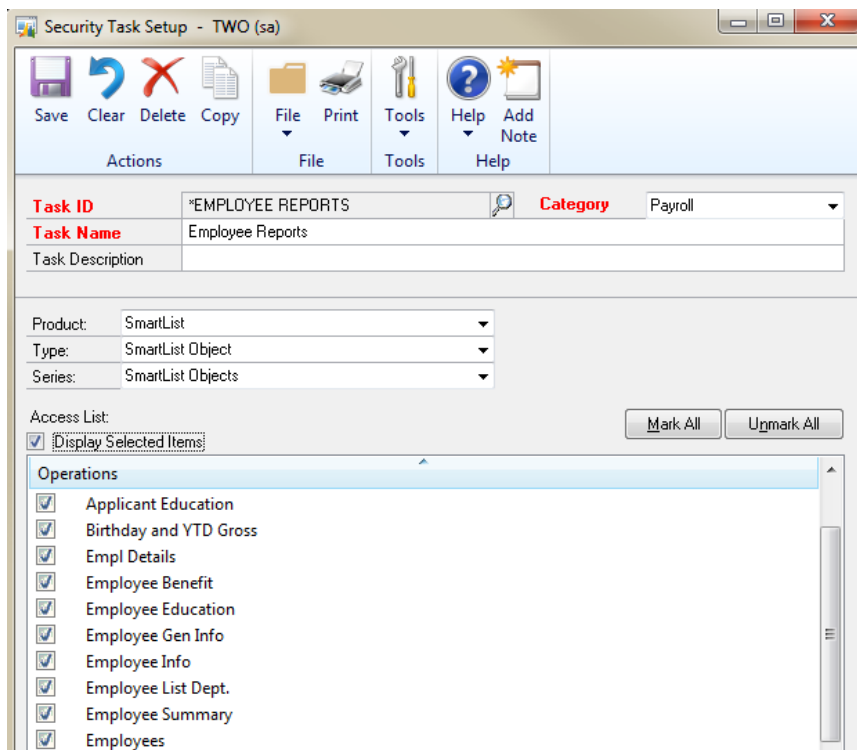 Security Task Setup - TWO (sa)
Save Clear Delete Copy File Print Tools Help Add Note
Actions File Tools Help
Task ID *EMPLOYEE REPORTS Category Payroll
Task Name Employee Reports
Task Description
Product: SmartList
Type: SmartList Object
Series: SmartList Objects
Access List:
Mark All Unmark All
Display Selected Items
Operations
Applicant Education
Birthday and YTD Gross
Empl Details
Employee Benefit
Employee Education
Employee Gen Info
Employee Info
Employee List Dept.
Employee Summary
Employees